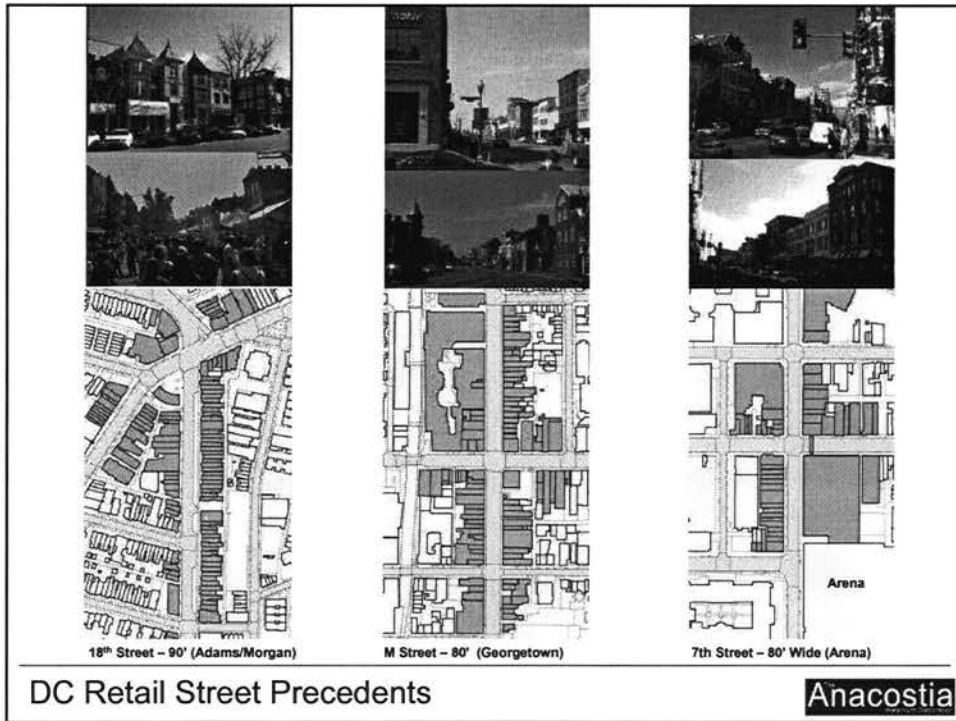 Arena
18th Street – 90' (Adams/Morgan)
M Street – 80' (Georgetown)
7th Street – 80' Wide (Arena)
DC Retail Street Precedents
The
Anacostia